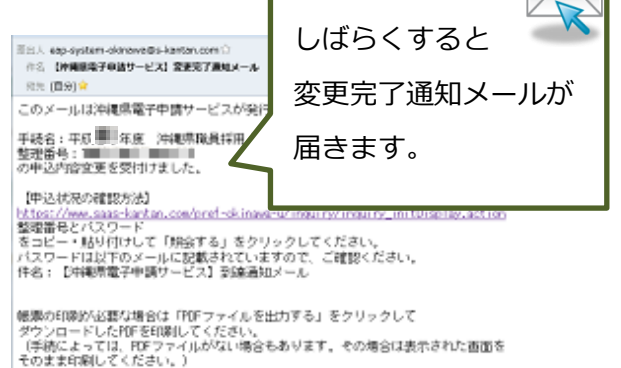 しばらくすると
変更完了通知メールが
届きます。
差出人 eap-system-okinawa@s-kantan.com
件名 【沖縄県電子申請サービス】変更完了通知メール
宛先 (自分)
このメールは沖縄県電子申請サービスが発行
手続名：平成 年度 沖縄県職員採用
整理番号：
の申込内容変更を受付けました。
【申込状況の確認方法】
https://www.saas-kantan.com/pref-okinawa-u/inquiry/inquiry_initDisplay.action
整理番号とパスワード
をコピー・貼り付けして「照会する」をクリックしてください。
パスワードは以下のメールに記載されていますので、ご確認ください。
件名：【沖縄県電子申請サービス】到達通知メール
帳票の印刷が必要な場合は「PDFファイルを出力する」をクリックして
ダウンロードしたPDFを印刷してください。
（手続によっては、PDFファイルがない場合もあります。その場合は表示された画面を
そのまま印刷してください。）